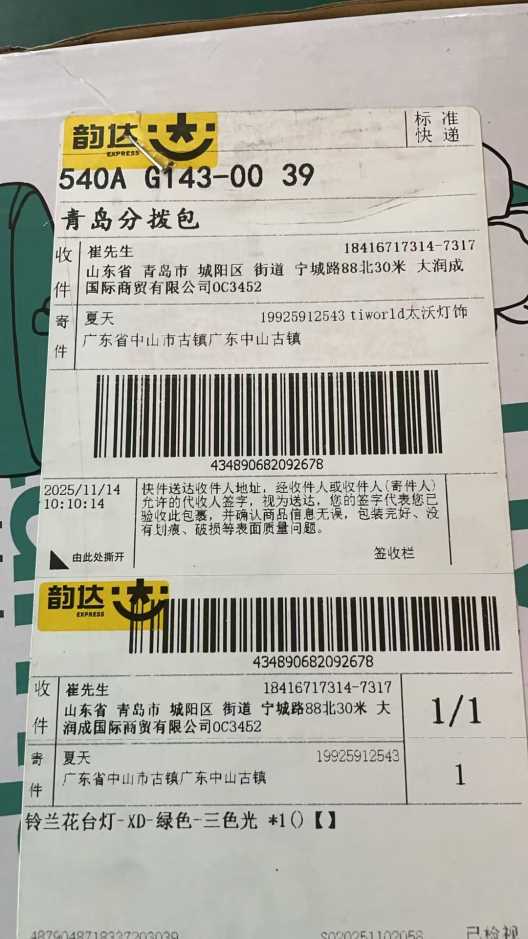 韵达
EXPRESS
标 准
快 递
540A G143-00 39
青岛分拨包
收件
崔先生 18416717314-7317
山东省 青岛市 城阳区 街道 宁城路88北30米 大润成
国际商贸有限公司0C3452
寄件
夏天 19925912543 tiworld太沃灯饰
广东省中山市古镇广东中山古镇
434890682092678
2025/11/14
10:10:14
快件送达收件人地址，经收件人或收件人(寄件人)
允许的代收人签字，视为送达，您的签字代表您已
验收此包裹，并确认商品信息无误，包装完好、没
有划痕、破损等表面质量问题。
由此处撕开
签收栏
韵达
EXPRESS
434890682092678
收件
崔先生 18416717314-7317
山东省 青岛市 城阳区 街道 宁城路88北30米 大
润成国际商贸有限公司0C3452
1/1
寄件
夏天 19925912543
广东省中山市古镇广东中山古镇
1
铃兰花台灯-XD-绿色-三色光 *1()【】
已检视